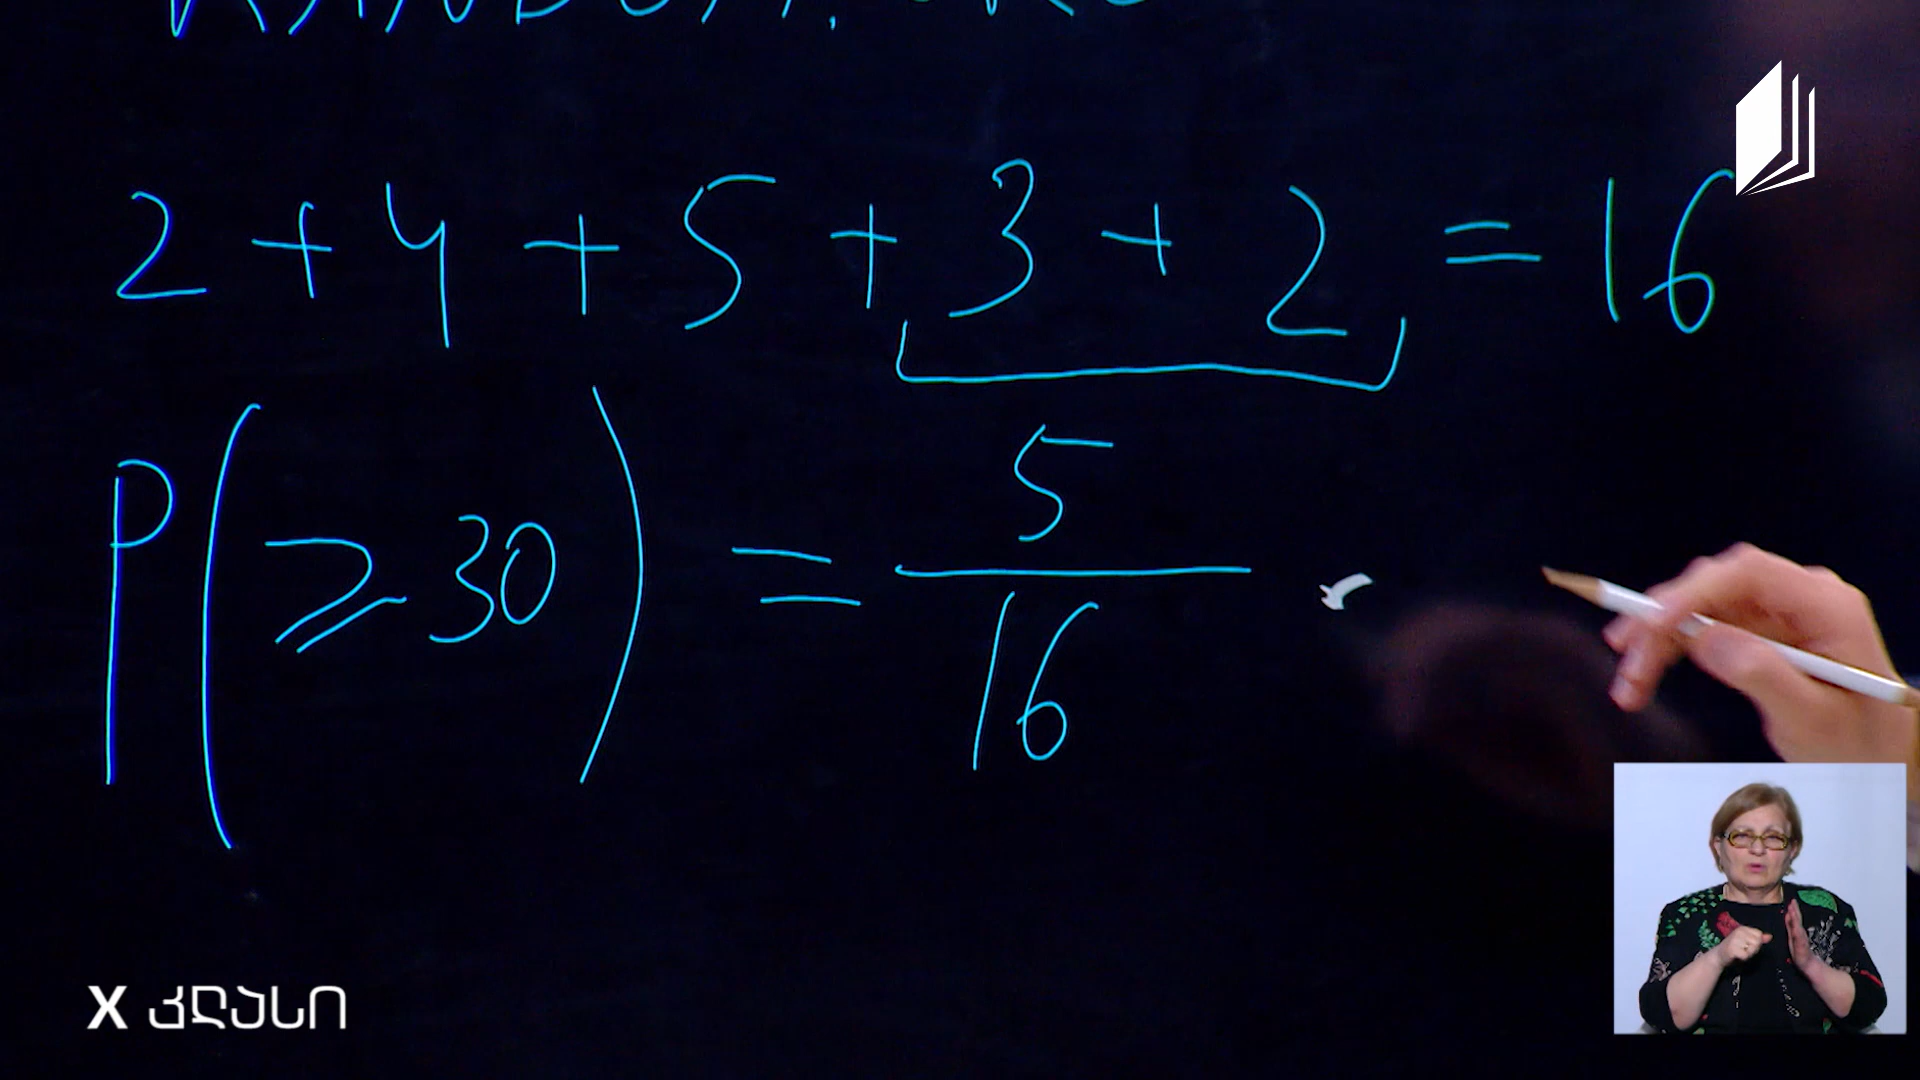 2 + 4 + 5 + 3 + 2 = 16
P( ⩾ 30 ) = 5/16
X კლასი